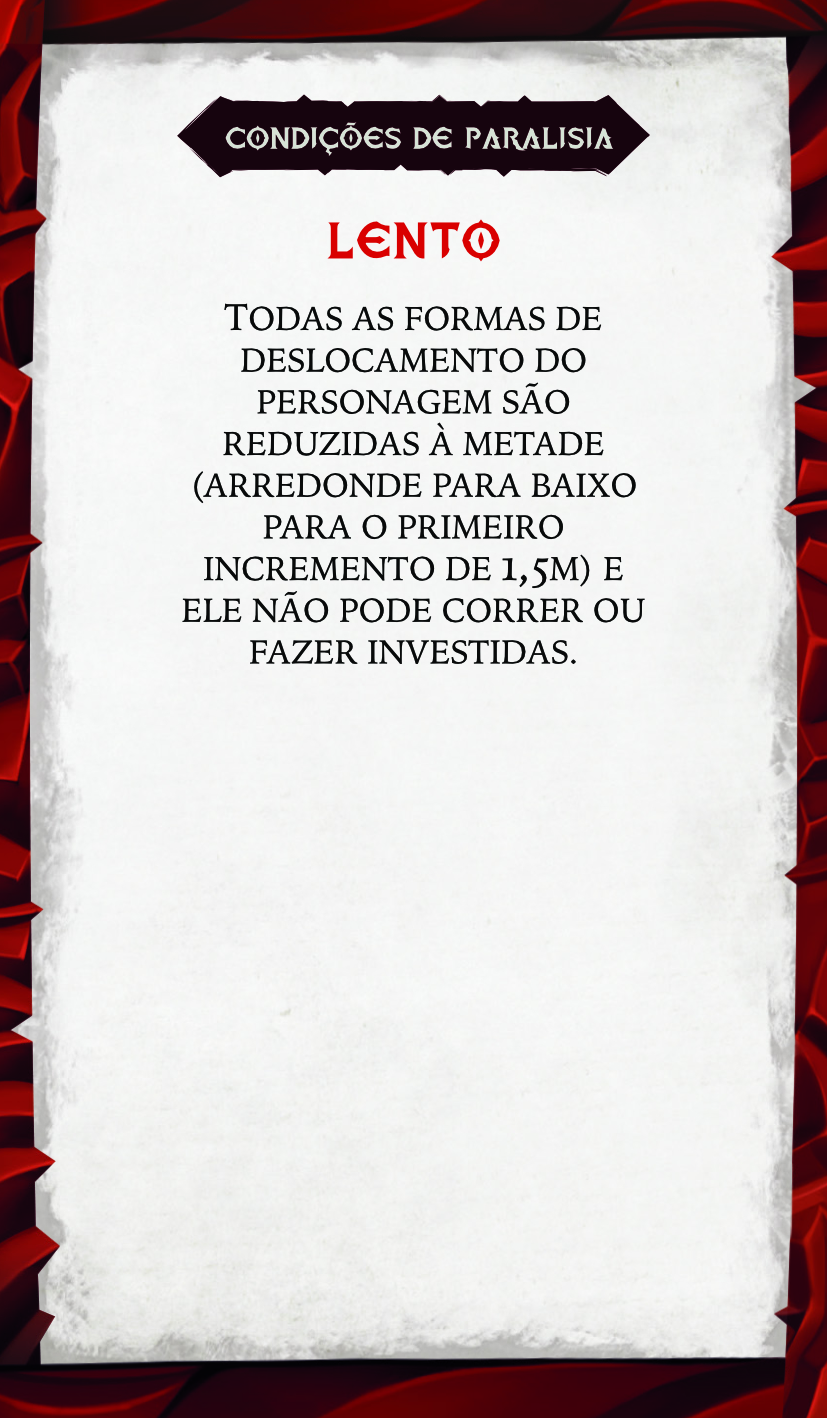 CONDIÇÕES DE PARALISIA
LENTO
TODAS AS FORMAS DE
DESLOCAMENTO DO
PERSONAGEM SÃO
REDUZIDAS À METADE
(ARREDONDE PARA BAIXO
PARA O PRIMEIRO
INCREMENTO DE 1,5M) E
ELE NÃO PODE CORRER OU
FAZER INVESTIDAS.